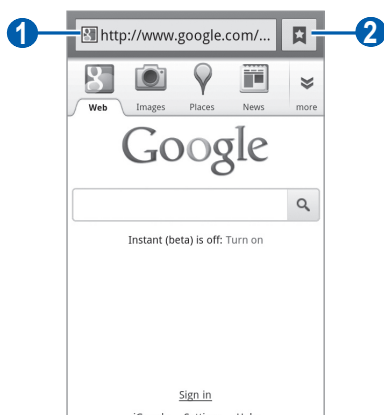 1
http://www.google.com/...
2
Web Images Places News more
Google
Instant (beta) is off: Turn on
Sign in